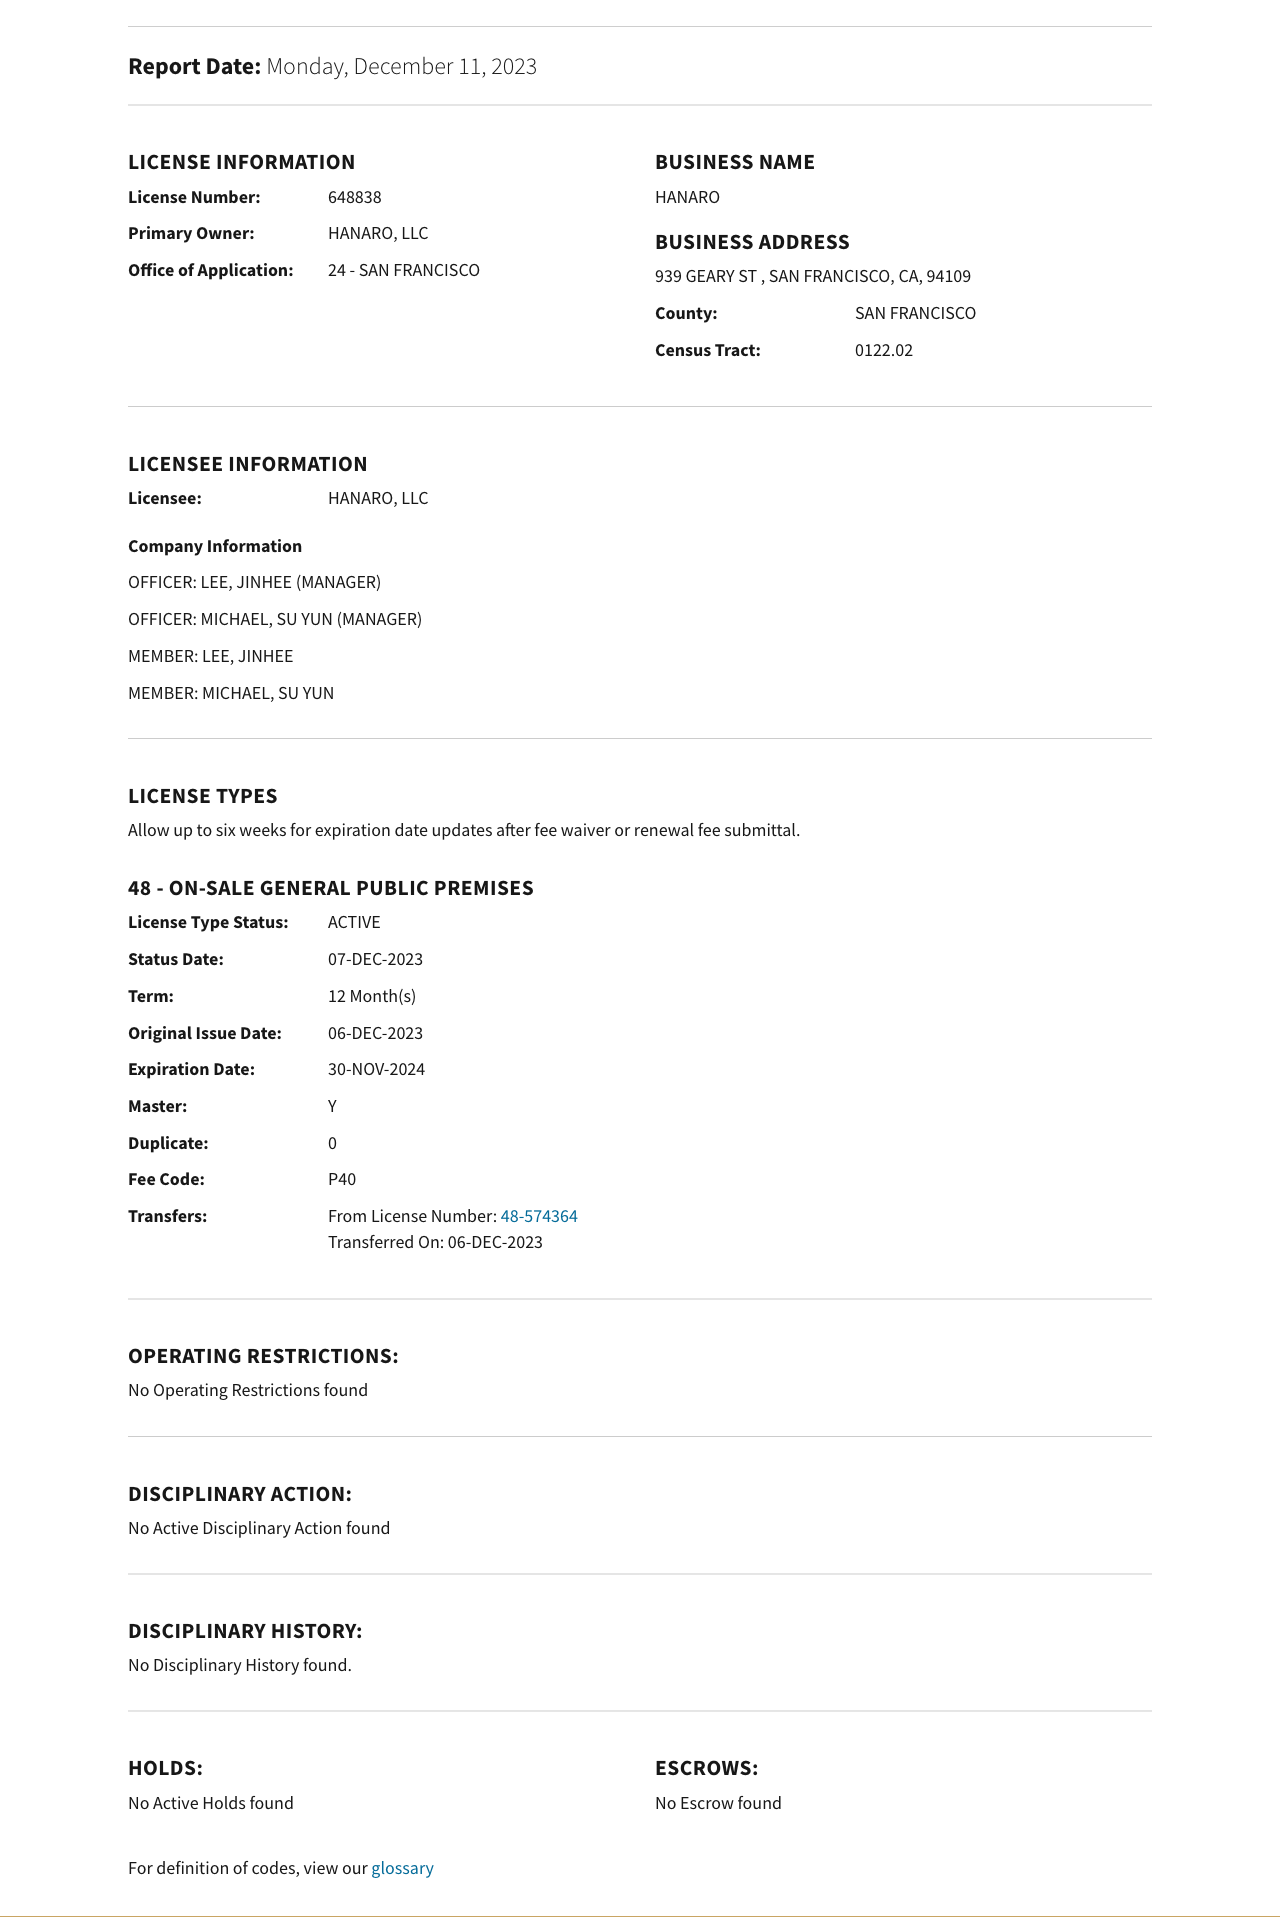 Report Date: Monday, December 11, 2023
LICENSE INFORMATION
License Number: 648838
Primary Owner: HANARO, LLC
Office of Application: 24 - SAN FRANCISCO
BUSINESS NAME
HANARO
BUSINESS ADDRESS
939 GEARY ST , SAN FRANCISCO, CA, 94109
County: SAN FRANCISCO
Census Tract: 0122.02
LICENSEE INFORMATION
Licensee: HANARO, LLC
Company Information
OFFICER: LEE, JINHEE (MANAGER)
OFFICER: MICHAEL, SU YUN (MANAGER)
MEMBER: LEE, JINHEE
MEMBER: MICHAEL, SU YUN
LICENSE TYPES
Allow up to six weeks for expiration date updates after fee waiver or renewal fee submittal.
48 - ON-SALE GENERAL PUBLIC PREMISES
License Type Status: ACTIVE
Status Date: 07-DEC-2023
Term: 12 Month(s)
Original Issue Date: 06-DEC-2023
Expiration Date: 30-NOV-2024
Master: Y
Duplicate: 0
Fee Code: P40
Transfers: From License Number: 48-574364
Transferred On: 06-DEC-2023
OPERATING RESTRICTIONS:
No Operating Restrictions found
DISCIPLINARY ACTION:
No Active Disciplinary Action found
DISCIPLINARY HISTORY:
No Disciplinary History found.
HOLDS:
No Active Holds found
ESCROWS:
No Escrow found
For definition of codes, view our glossary